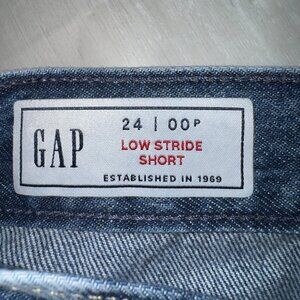 GAP
24 | 00P
LOW STRIDE
SHORT
ESTABLISHED IN 1969